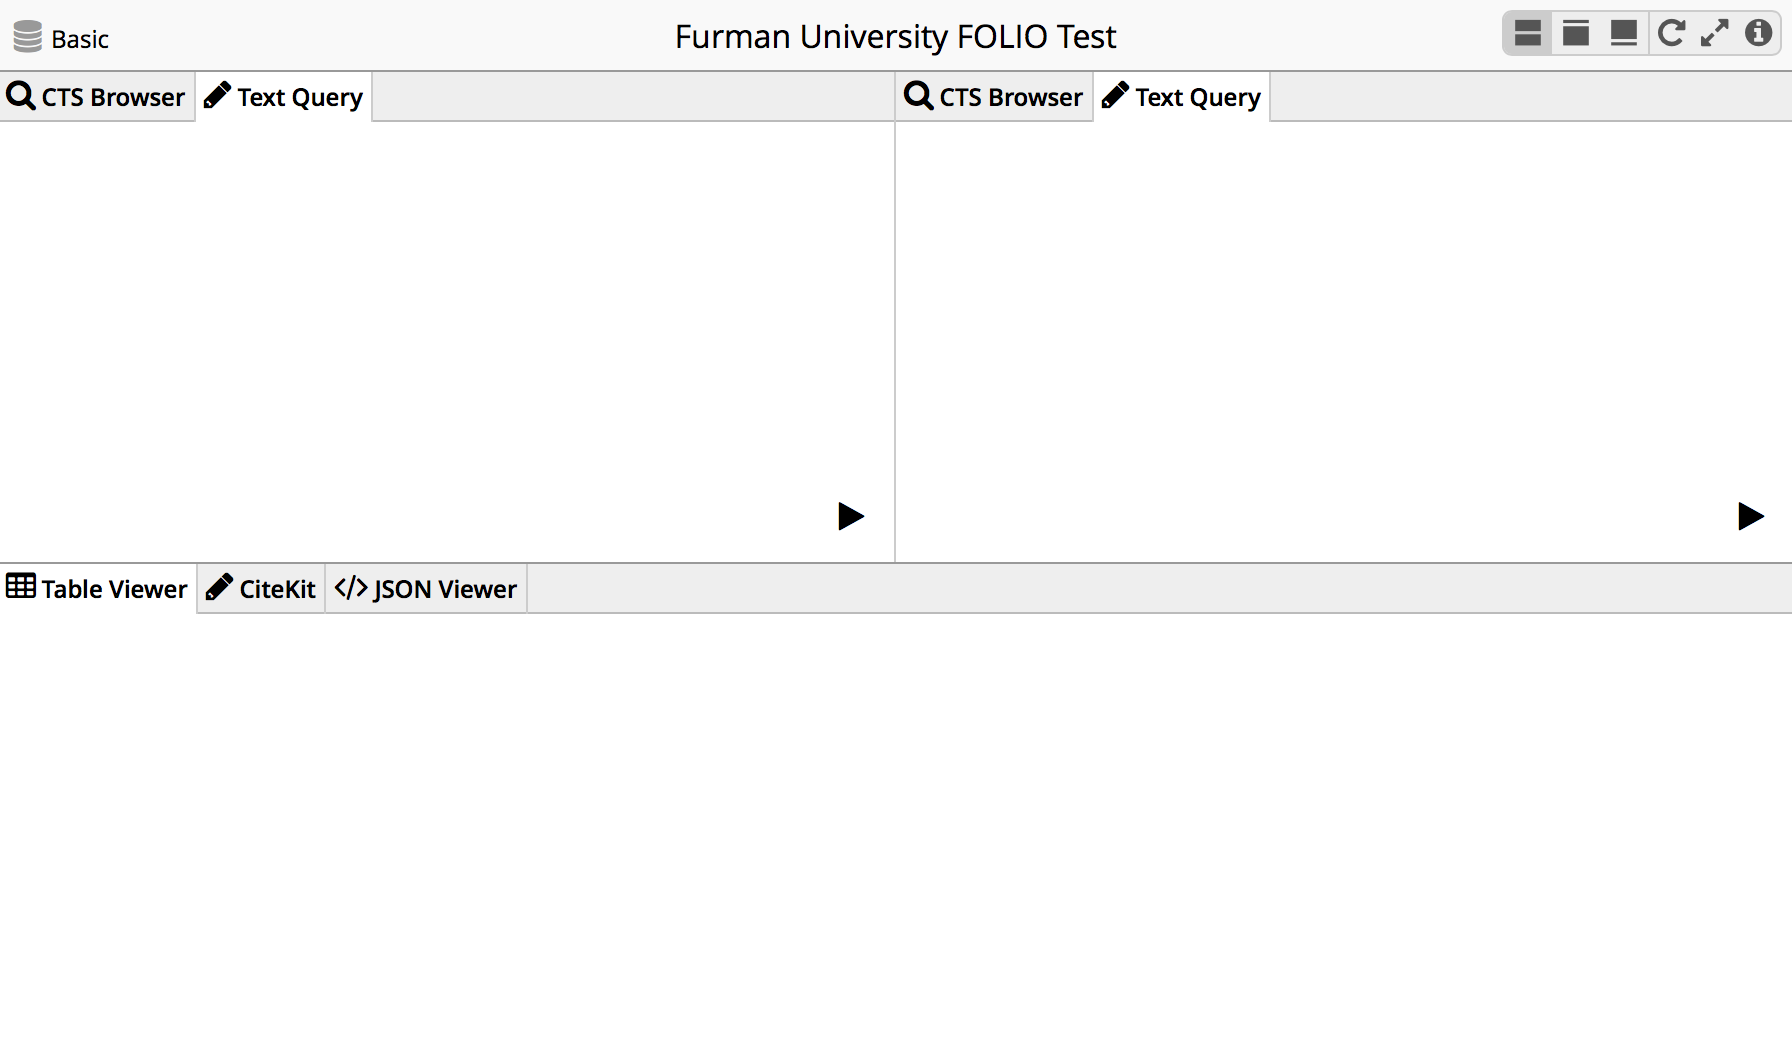 Basic
Furman University FOLIO Test
CTS Browser
Text Query
CTS Browser
Text Query
Table Viewer
CiteKit
JSON Viewer